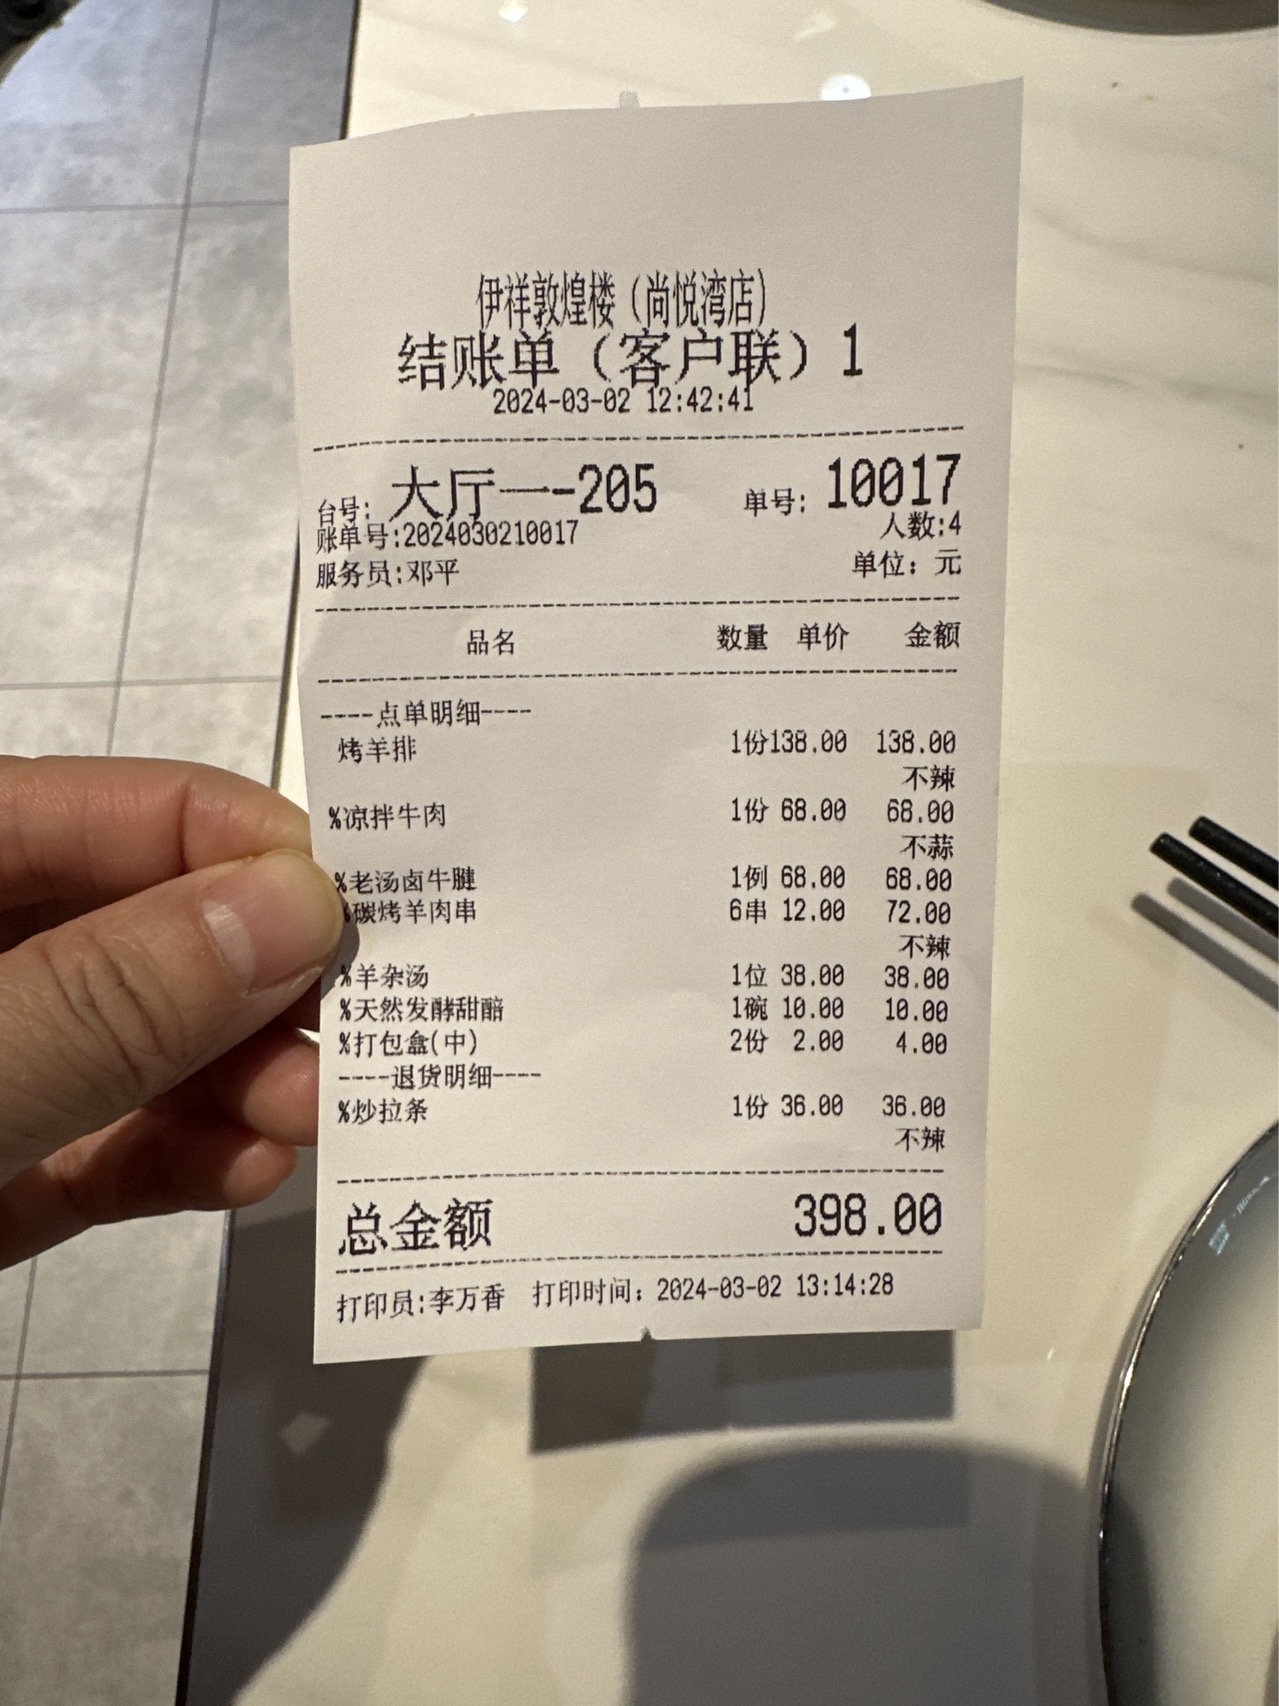 伊祥敦煌楼（尚悦湾店）
结账单（客户联）1
2024-03-02 12:42:41
台号: 大厅一-205 单号: 10017
账单号:2024030210017 人数:4
服务员:邓平 单位: 元
品名 数量 单价 金额
----点单明细----
烤羊排 1份138.00 138.00
不辣
%凉拌牛肉 1份 68.00 68.00
不蒜
%老汤卤牛腱 1例 68.00 68.00
%碳烤羊肉串 6串 12.00 72.00
不辣
%羊杂汤 1位 38.00 38.00
%天然发酵甜醅 1碗 10.00 10.00
%打包盒(中) 2份 2.00 4.00
----退货明细----
%炒拉条 1份 36.00 36.00
不辣
总金额 398.00
打印员:李万香 打印时间: 2024-03-02 13:14:28